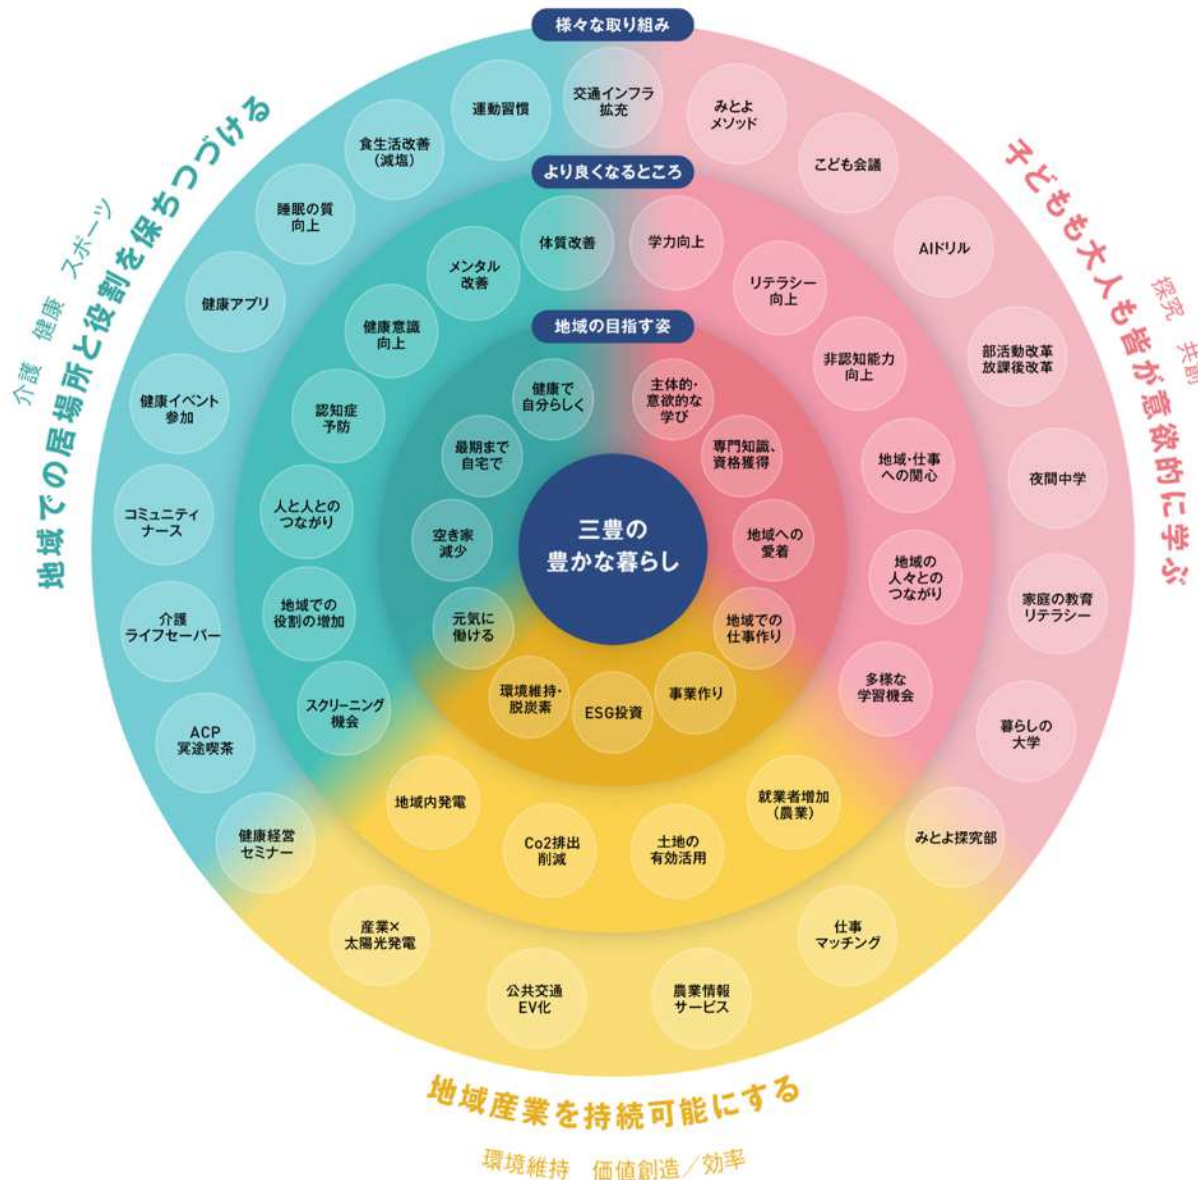 様々な取り組み
交通インフラ
拡充
みとよ
メソッド
こども会議
AIドリル
部活動改革
放課後改革
夜間中学
家庭の教育
リテラシー
暮らしの
大学
みとよ探究部
仕事
マッチング
農業情報
サービス
公共交通
EV化
産業×
太陽光発電
健康経営
セミナー
ACP
冥途喫茶
介護
ライフセーバー
コミュニティ
ナース
健康イベント
参加
健康アプリ
睡眠の質
向上
食生活改善
(減塩)
運動習慣
より良くなるところ
体質改善
学力向上
リテラシー
向上
非認知能力
向上
地域・仕事
への関心
地域の
人々との
つながり
多様な
学習機会
就業者増加
(農業)
土地の
有効活用
Co2排出
削減
地域内発電
スクリーニング
機会
地域での
役割の増加
人と人との
つながり
認知症
予防
健康意識
向上
メンタル
改善
地域の目指す姿
健康で
自分らしく
主体的・
意欲的な
学び
専門知識、
資格獲得
地域への
愛着
地域での
仕事作り
事業作り
ESG投資
環境維持・
脱炭素
元気に
働ける
空き家
減少
最期まで
自宅で
三豊の
豊かな暮らし
介護 健康 スポーツ
地域での居場所と役割を保ちつづける
子どもも大人も皆が意欲的に学ぶ
探究 共創
地域産業を持続可能にする
環境維持 価値創造／効率